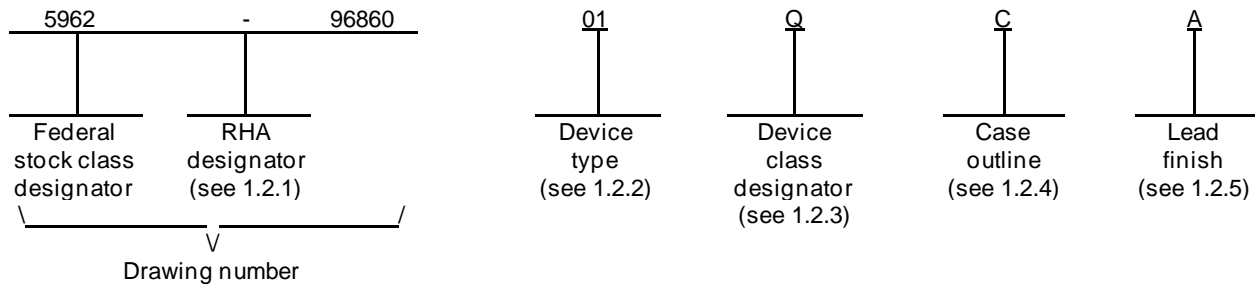 5962 - 96860 01 Q C A
Federal stock class designator
RHA designator (see 1.2.1)
Device type (see 1.2.2)
Device class designator (see 1.2.3)
Case outline (see 1.2.4)
Lead finish (see 1.2.5)
Drawing number